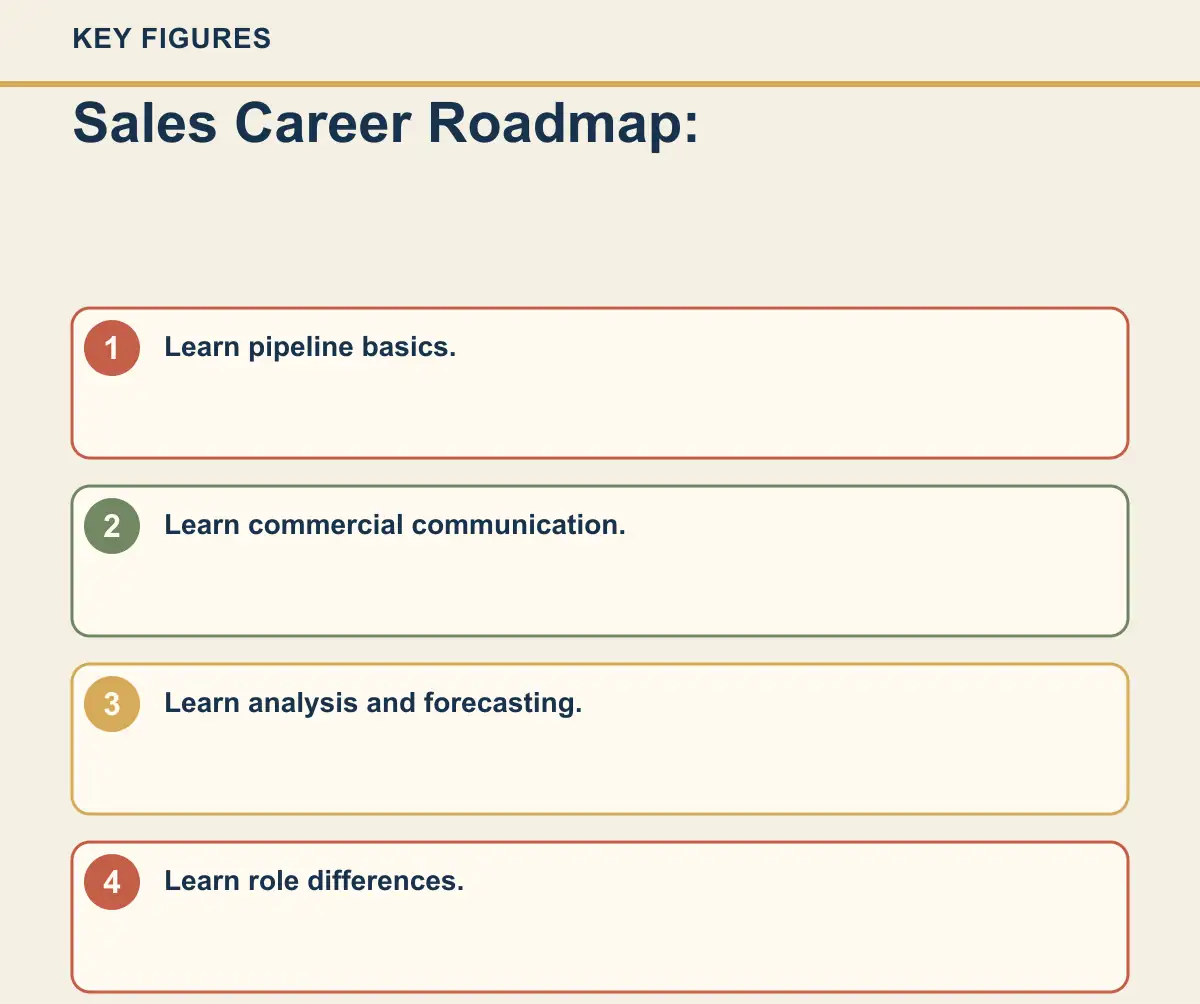 KEY FIGURES
Sales Career Roadmap:
1 Learn pipeline basics.
2 Learn commercial communication.
3 Learn analysis and forecasting.
4 Learn role differences.